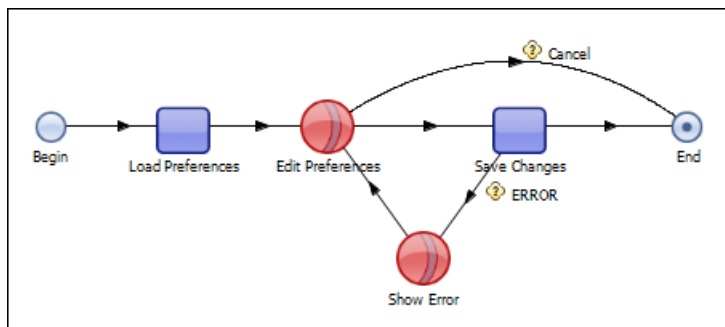 Cancel
Begin
Load Preferences
Edit Preferences
Save Changes
End
ERROR
Show Error